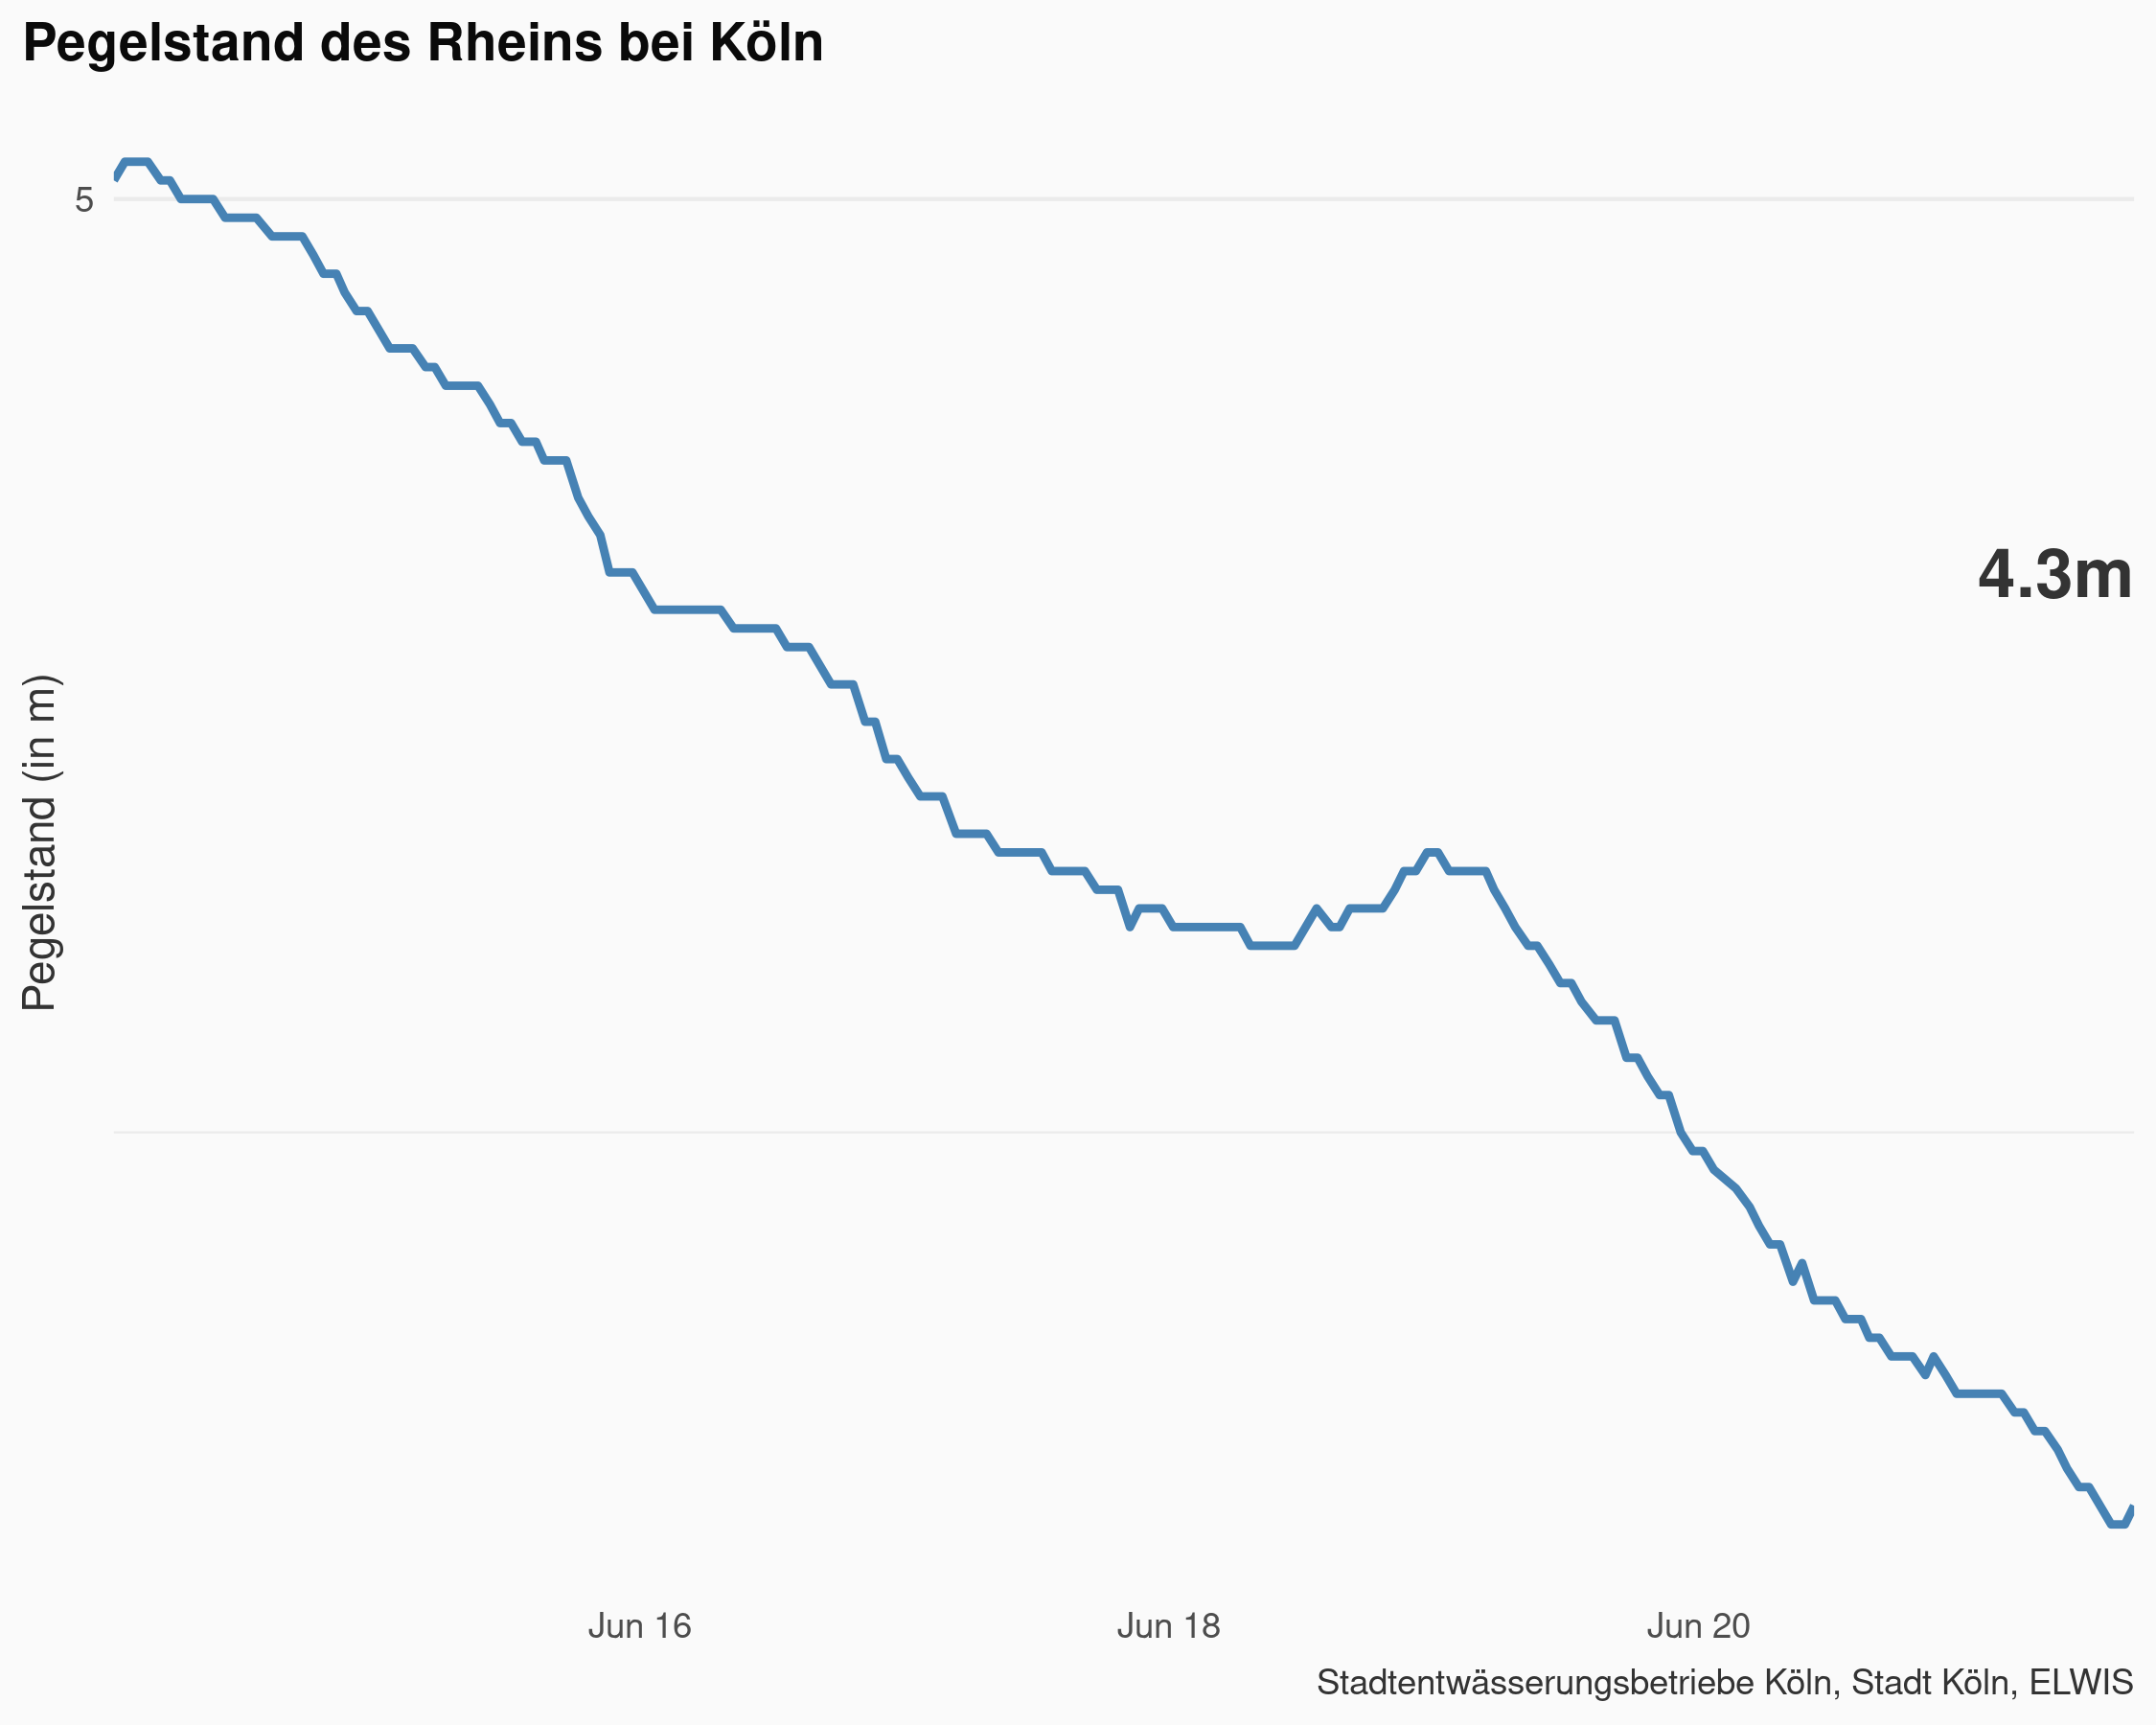 Pegelstand des Rheins bei Köln
5
4.3m
Pegelstand (in m)
Jun 16
Jun 18
Jun 20
Stadtentwässerungsbetriebe Köln, Stadt Köln, ELWIS